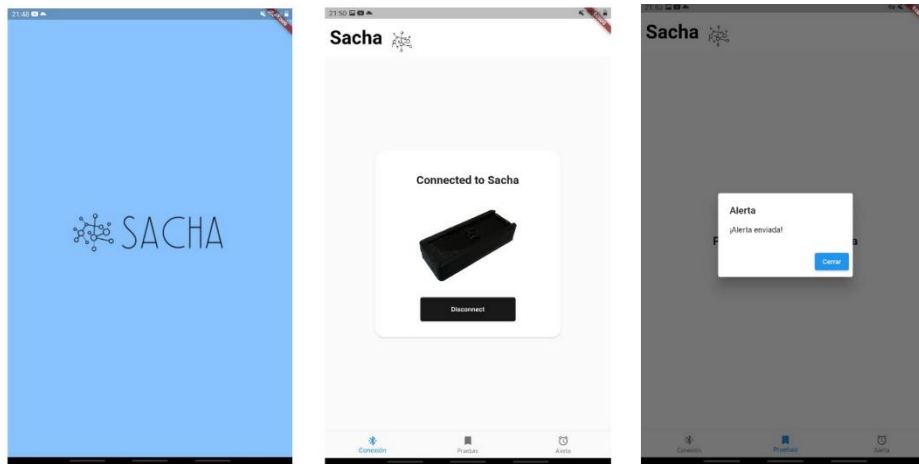 21:48
SACHA
21:50
Sacha
Connected to Sacha
Disconnect
Conexión
Pruebas
Alerta
Sacha
Alerta
¡Alerta enviada!
Cerrar
Conexión
Pruebas
Alerta